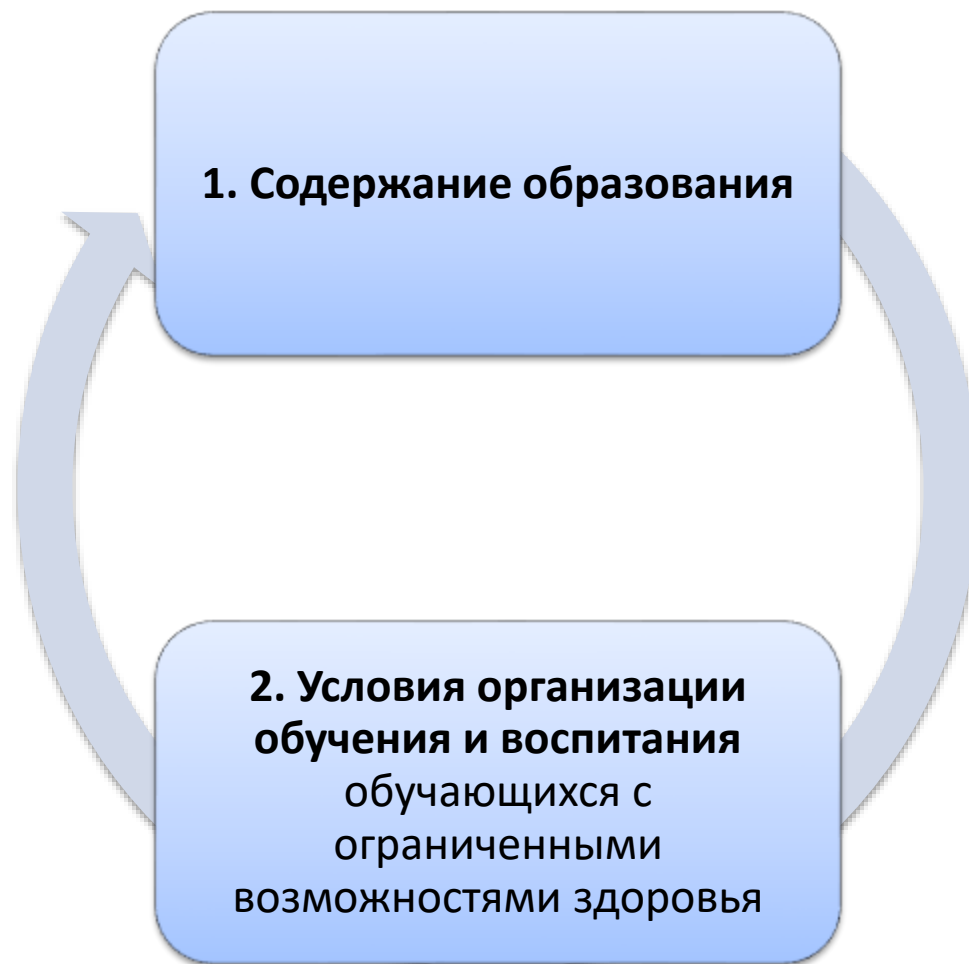 1. Содержание образования
2. Условия организации
обучения и воспитания
обучающихся с
ограниченными
возможностями здоровья